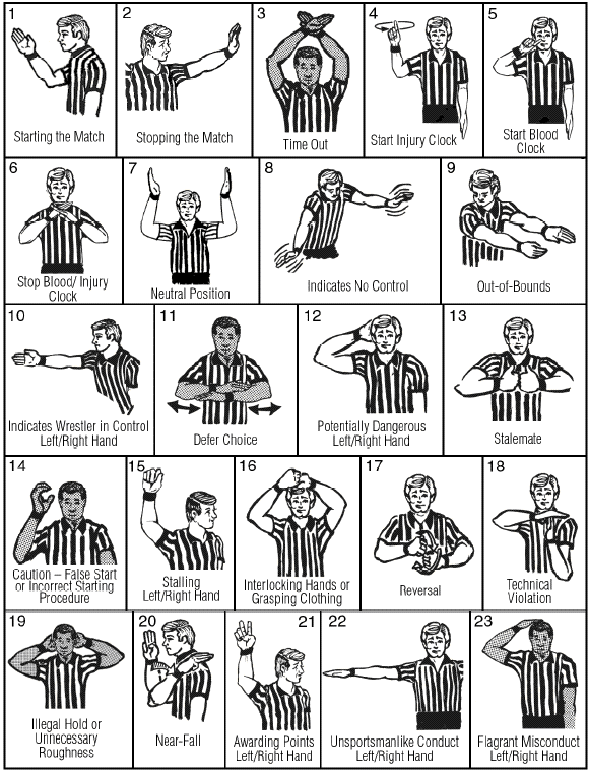 1
Starting the Match
2
Stopping the Match
3
Time Out
4
Start Injury Clock
5
Start Blood
Clock
6
Stop Blood/ Injury
Clock
7
Neutral Position
8
Indicates No Control
9
Out-of-Bounds
10
Indicates Wrestler in Control
Left/Right Hand
11
Defer Choice
12
Potentially Dangerous
Left/Right Hand
13
Stalemate
14
Caution – False Start
or Incorrect Starting
Procedure
15
Stalling
Left/Right Hand
16
Interlocking Hands or
Grasping Clothing
17
Reversal
18
Technical
Violation
19
Illegal Hold or
Unnecessary
Roughness
20
Near-Fall
21
Awarding Points
Left/Right Hand
22
Unsportsmanlike Conduct
Left/Right Hand
23
Flagrant Misconduct
Left/Right Hand